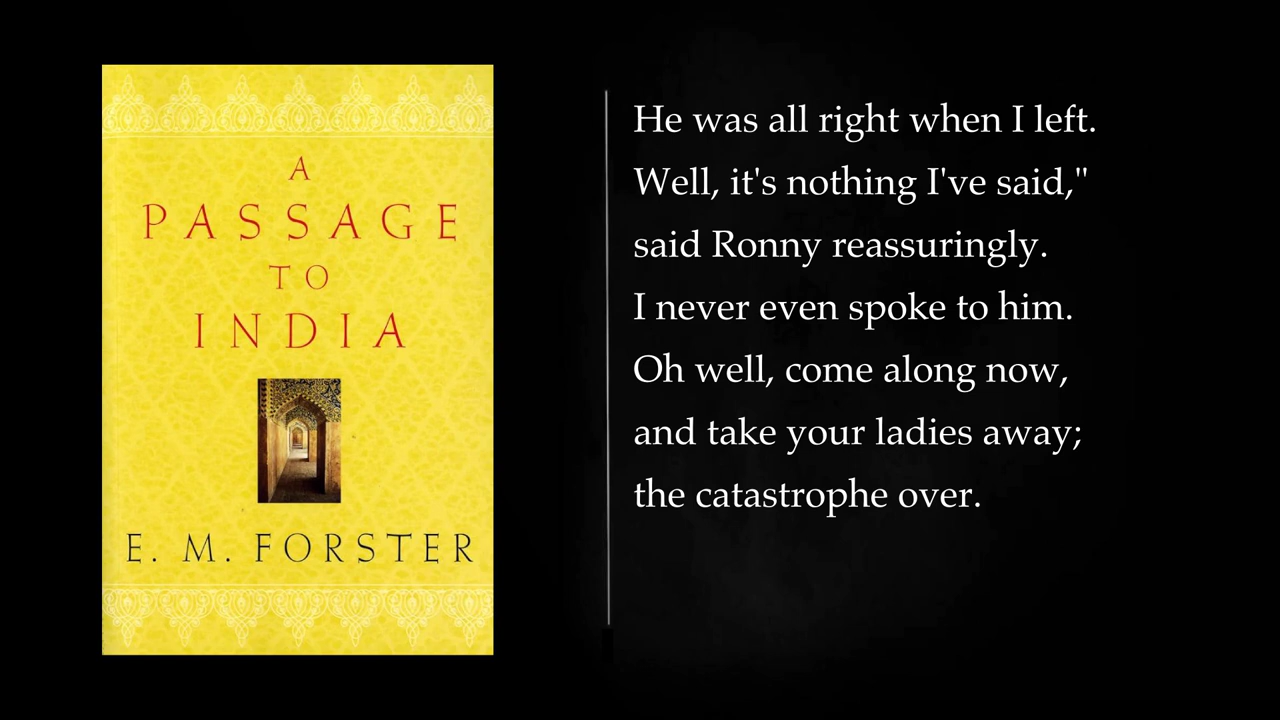 A
PASSAGE
TO
INDIA
E. M. FORSTER
He was all right when I left.
Well, it's nothing I've said,"
said Ronny reassuringly.
I never even spoke to him.
Oh well, come along now,
and take your ladies away;
the catastrophe over.